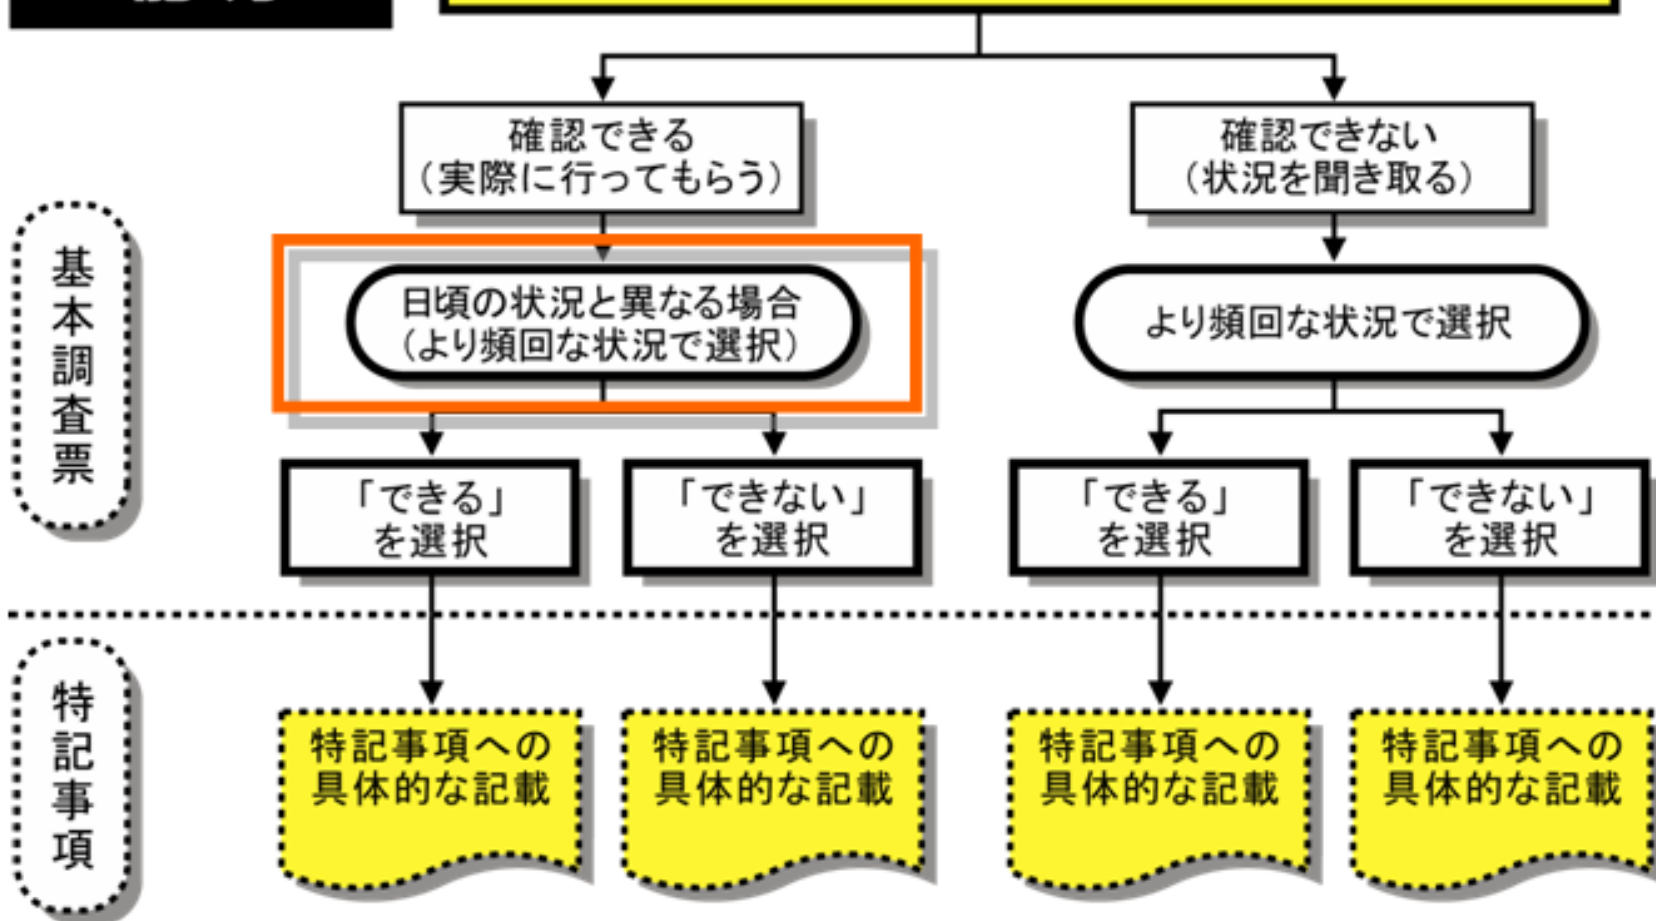 確認できる
（実際に行ってもらう）
確認できない
（状況を聞き取る）
基本調査票
日頃の状況と異なる場合
（より頻回な状況で選択）
より頻回な状況で選択
「できる」
を選択
「できない」
を選択
「できる」
を選択
「できない」
を選択
特記事項
特記事項への
具体的な記載
特記事項への
具体的な記載
特記事項への
具体的な記載
特記事項への
具体的な記載